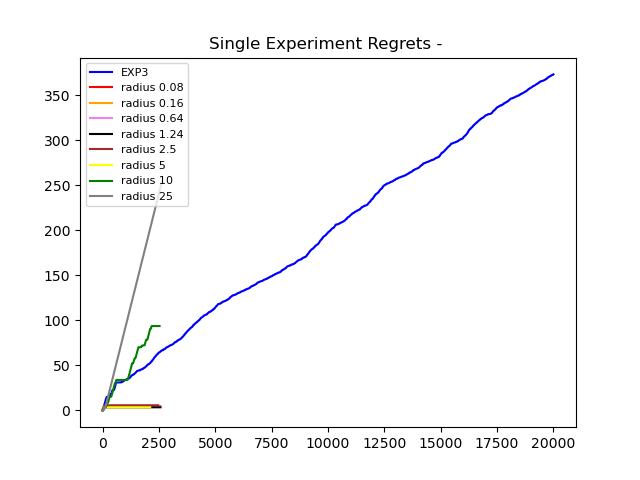 Single Experiment Regrets -
EXP3
radius 0.08
radius 0.16
radius 0.64
radius 1.24
radius 2.5
radius 5
radius 10
radius 25
350
300
250
200
150
100
50
0
0 2500 5000 7500 10000 12500 15000 17500 20000